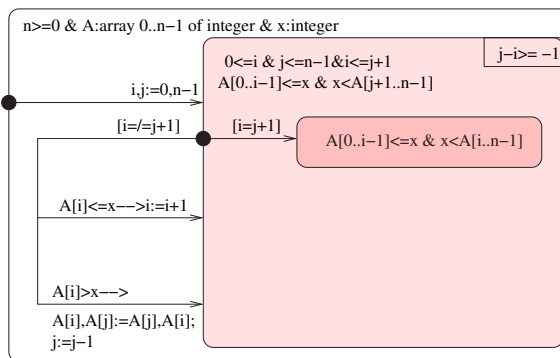 n>=0 & A:array 0..n−1 of integer & x:integer
j−i>= −1
0<=i & j<=n−1&i<=j+1
A[0..i−1]<=x & x<A[j+1..n−1]
i,j:=0,n−1
[i=/=j+1]
[i=j+1]
A[0..i−1]<=x & x<A[i..n−1]
A[i]<=x−−>i:=i+1
A[i]>x−−>
A[i],A[j]:=A[j],A[i];
j:=j−1